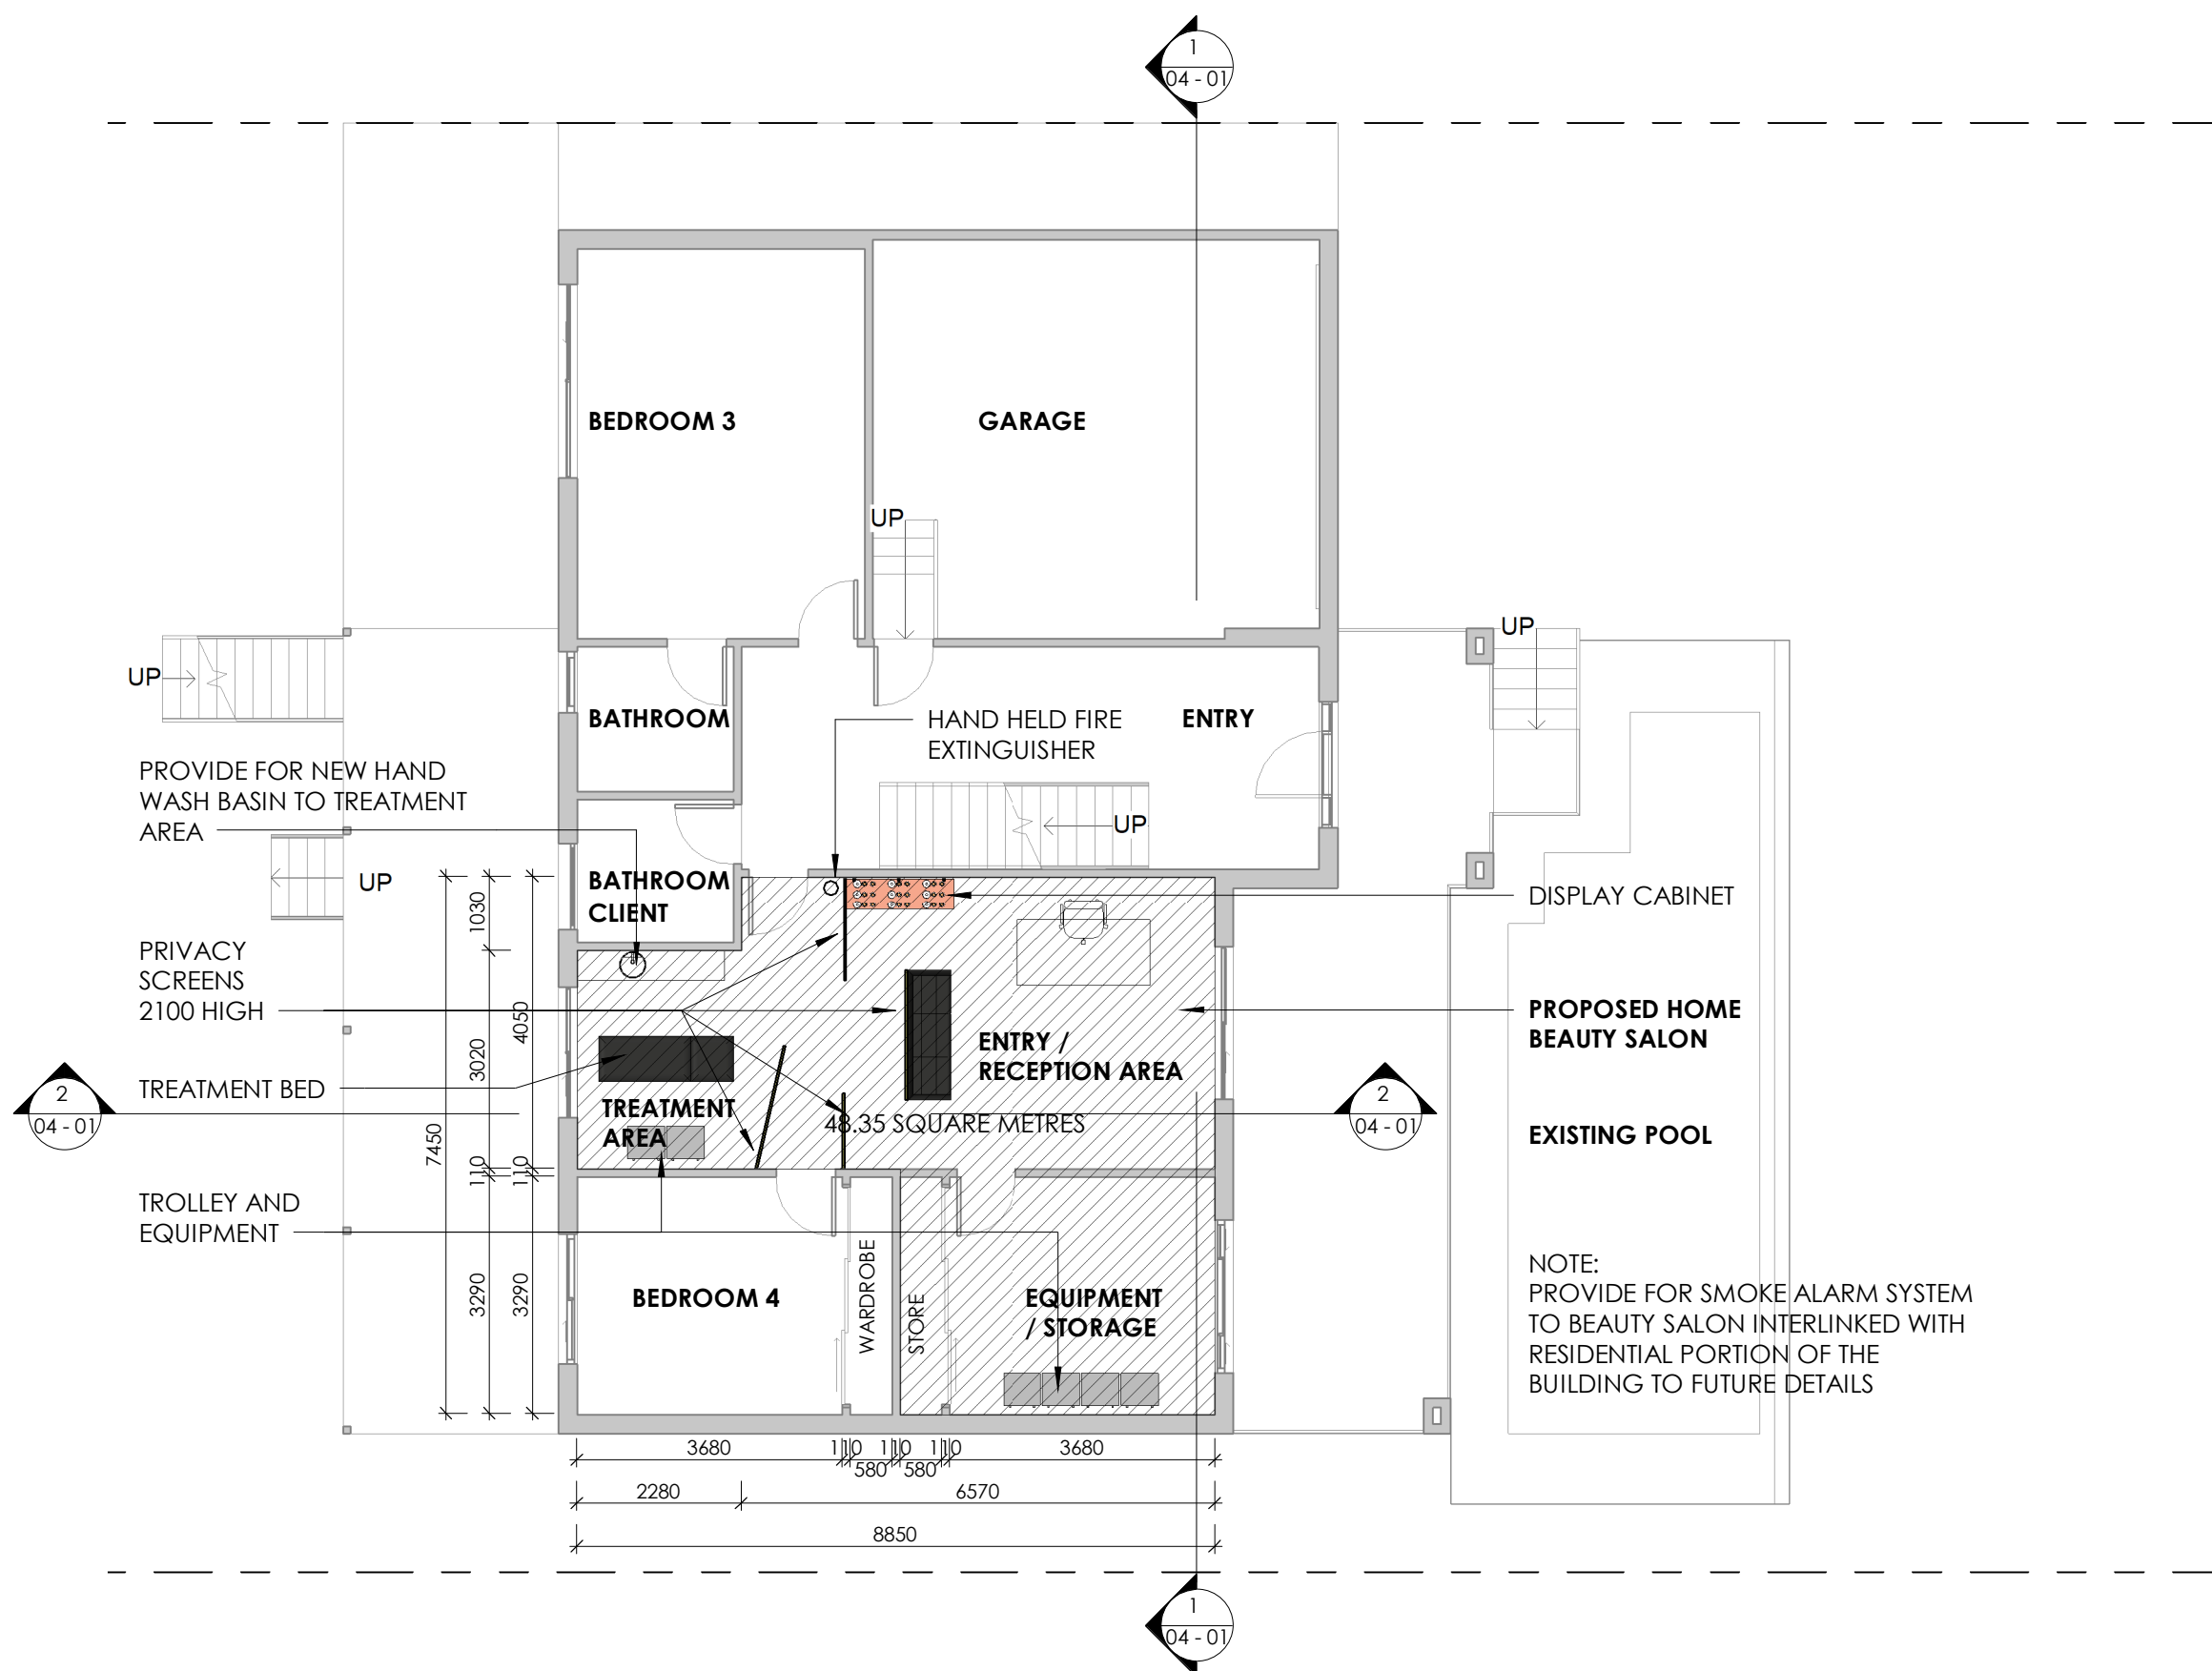 1
04 - 01
BEDROOM 3
GARAGE
UP
UP
UP
BATHROOM
HAND HELD FIRE
EXTINGUISHER
ENTRY
PROVIDE FOR NEW HAND
WASH BASIN TO TREATMENT
AREA
UP
UP
BATHROOM
CLIENT
DISPLAY CABINET
1030
PRIVACY
SCREENS
2100 HIGH
4050
3020
PROPOSED HOME
BEAUTY SALON
ENTRY /
RECEPTION AREA
TREATMENT BED
2
04 - 01
2
04 - 01
TREATMENT
AREA
48.35 SQUARE METRES
EXISTING POOL
7450
110
110
TROLLEY AND
EQUIPMENT
3290
3290
BEDROOM 4
WARDROBE
STORE
EQUIPMENT
/ STORAGE
NOTE:
PROVIDE FOR SMOKE ALARM SYSTEM
TO BEAUTY SALON INTERLINKED WITH
RESIDENTIAL PORTION OF THE
BUILDING TO FUTURE DETAILS
3680
110
110
110
3680
580
580
2280
6570
8850
1
04 - 01